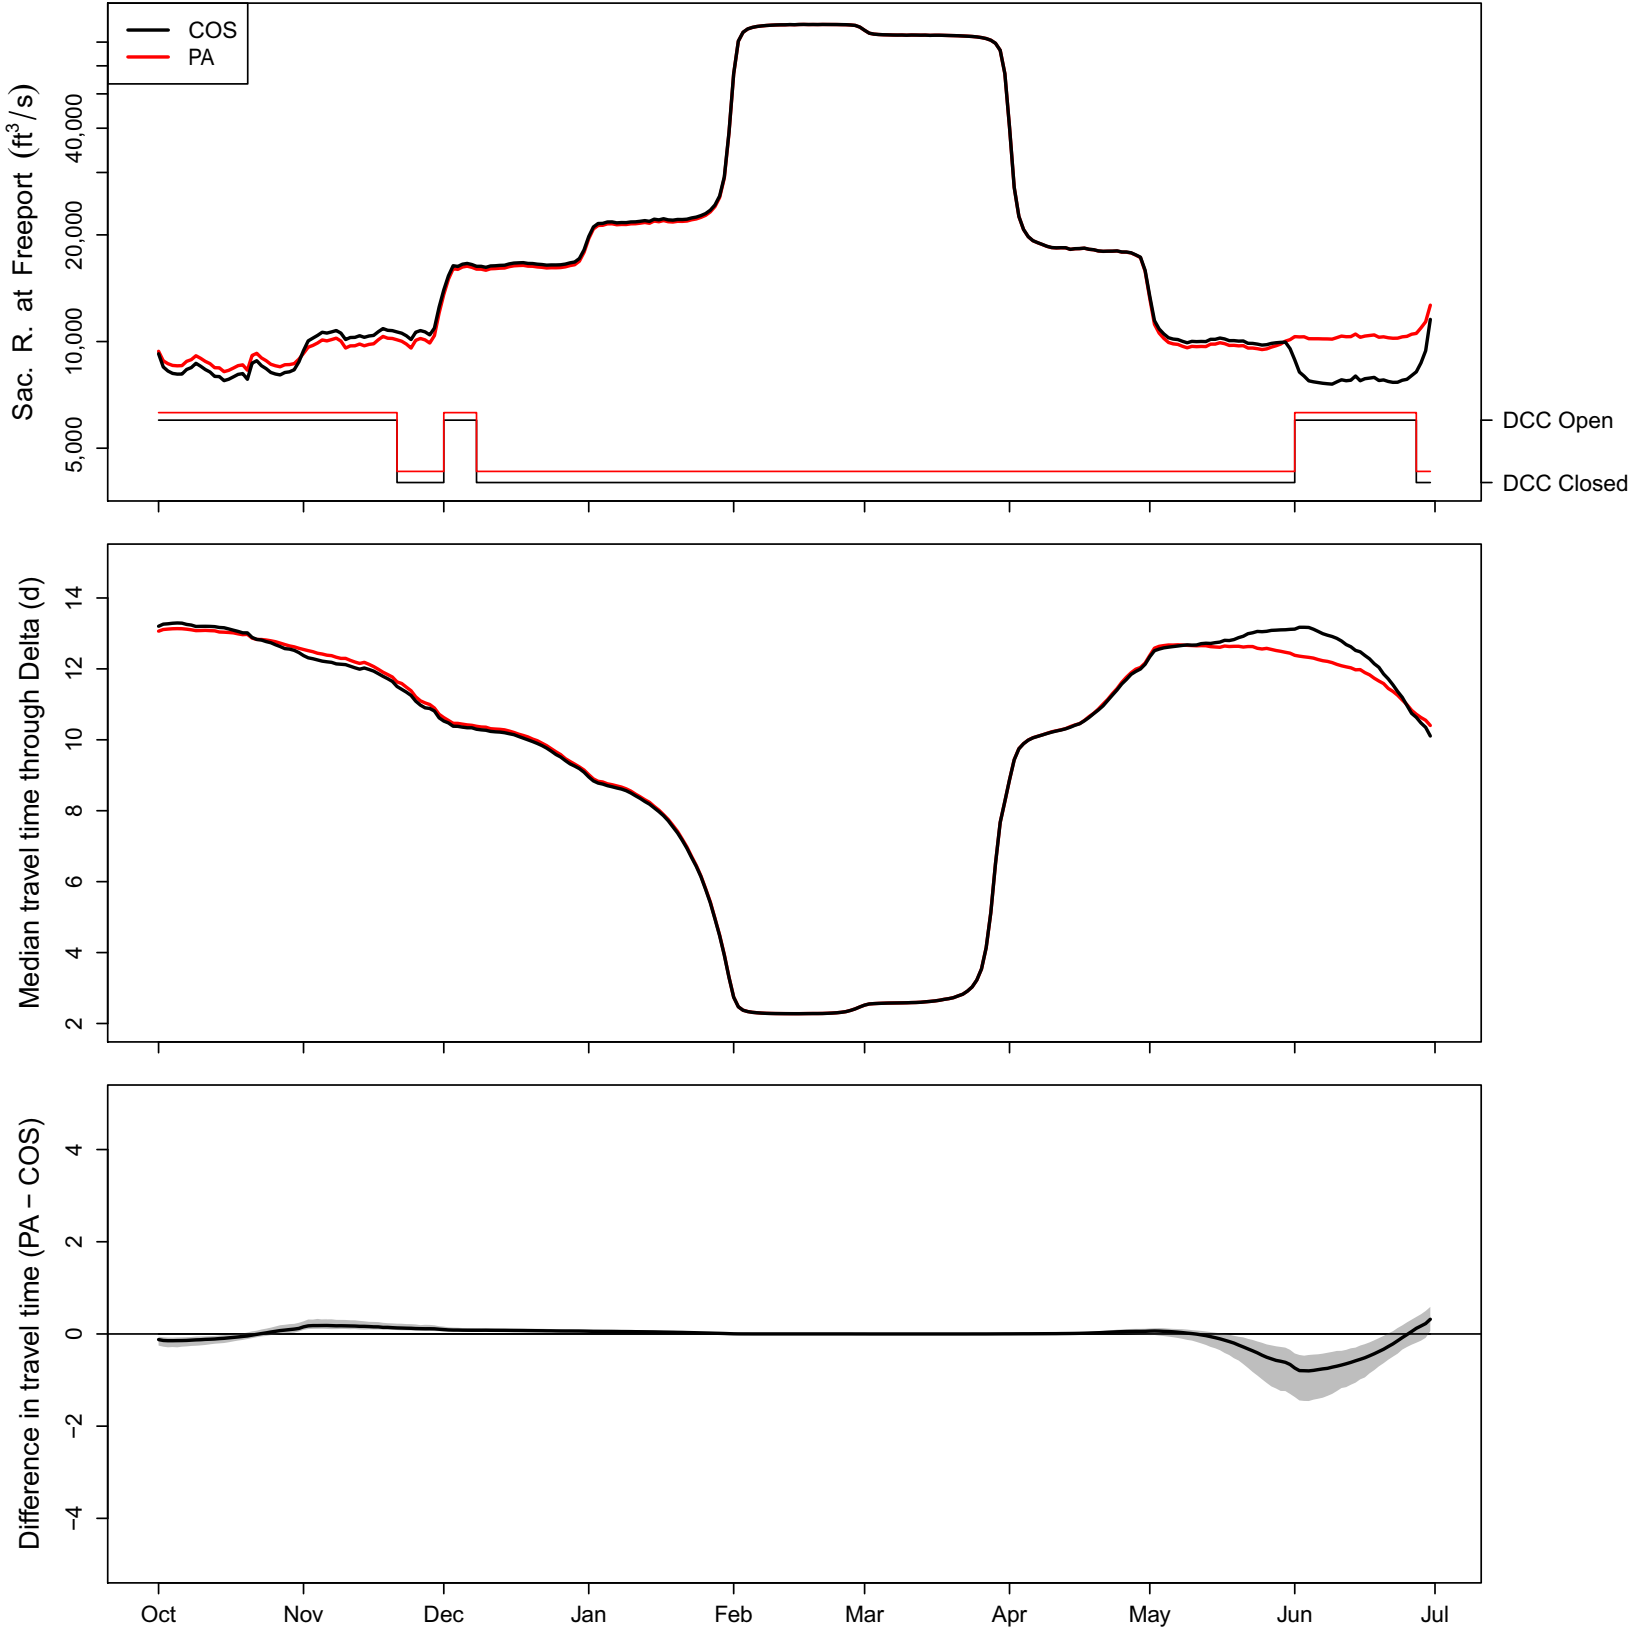 COS
PA
Sac. R. at Freeport (ft³/s)
40,000
20,000
10,000
5,000
DCC Open
DCC Closed
Median travel time through Delta (d)
14
12
10
8
6
4
2
Difference in travel time (PA − COS)
4
2
0
−2
−4
Oct Nov Dec Jan Feb Mar Apr May Jun Jul